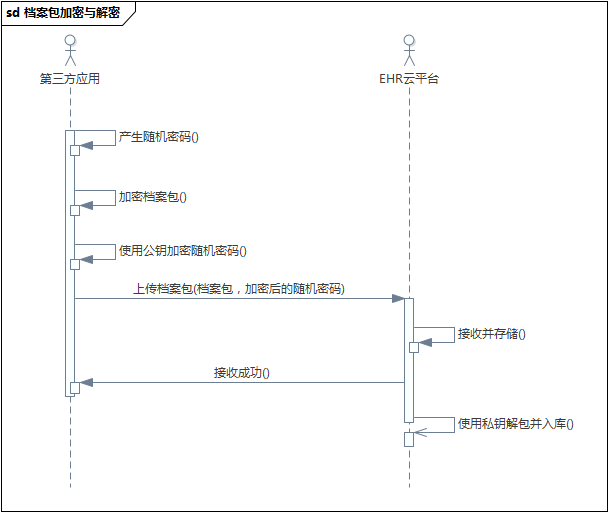 sd 档案包加密与解密
第三方应用
EHR云平台
产生随机密码()
加密档案包()
使用公钥加密随机密码()
上传档案包(档案包，加密后的随机密码)
接收并存储()
接收成功()
使用私钥解包并入库()